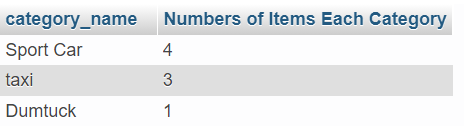 category_name Numbers of Items Each Category
Sport Car 4
taxi 3
Dumtuck 1